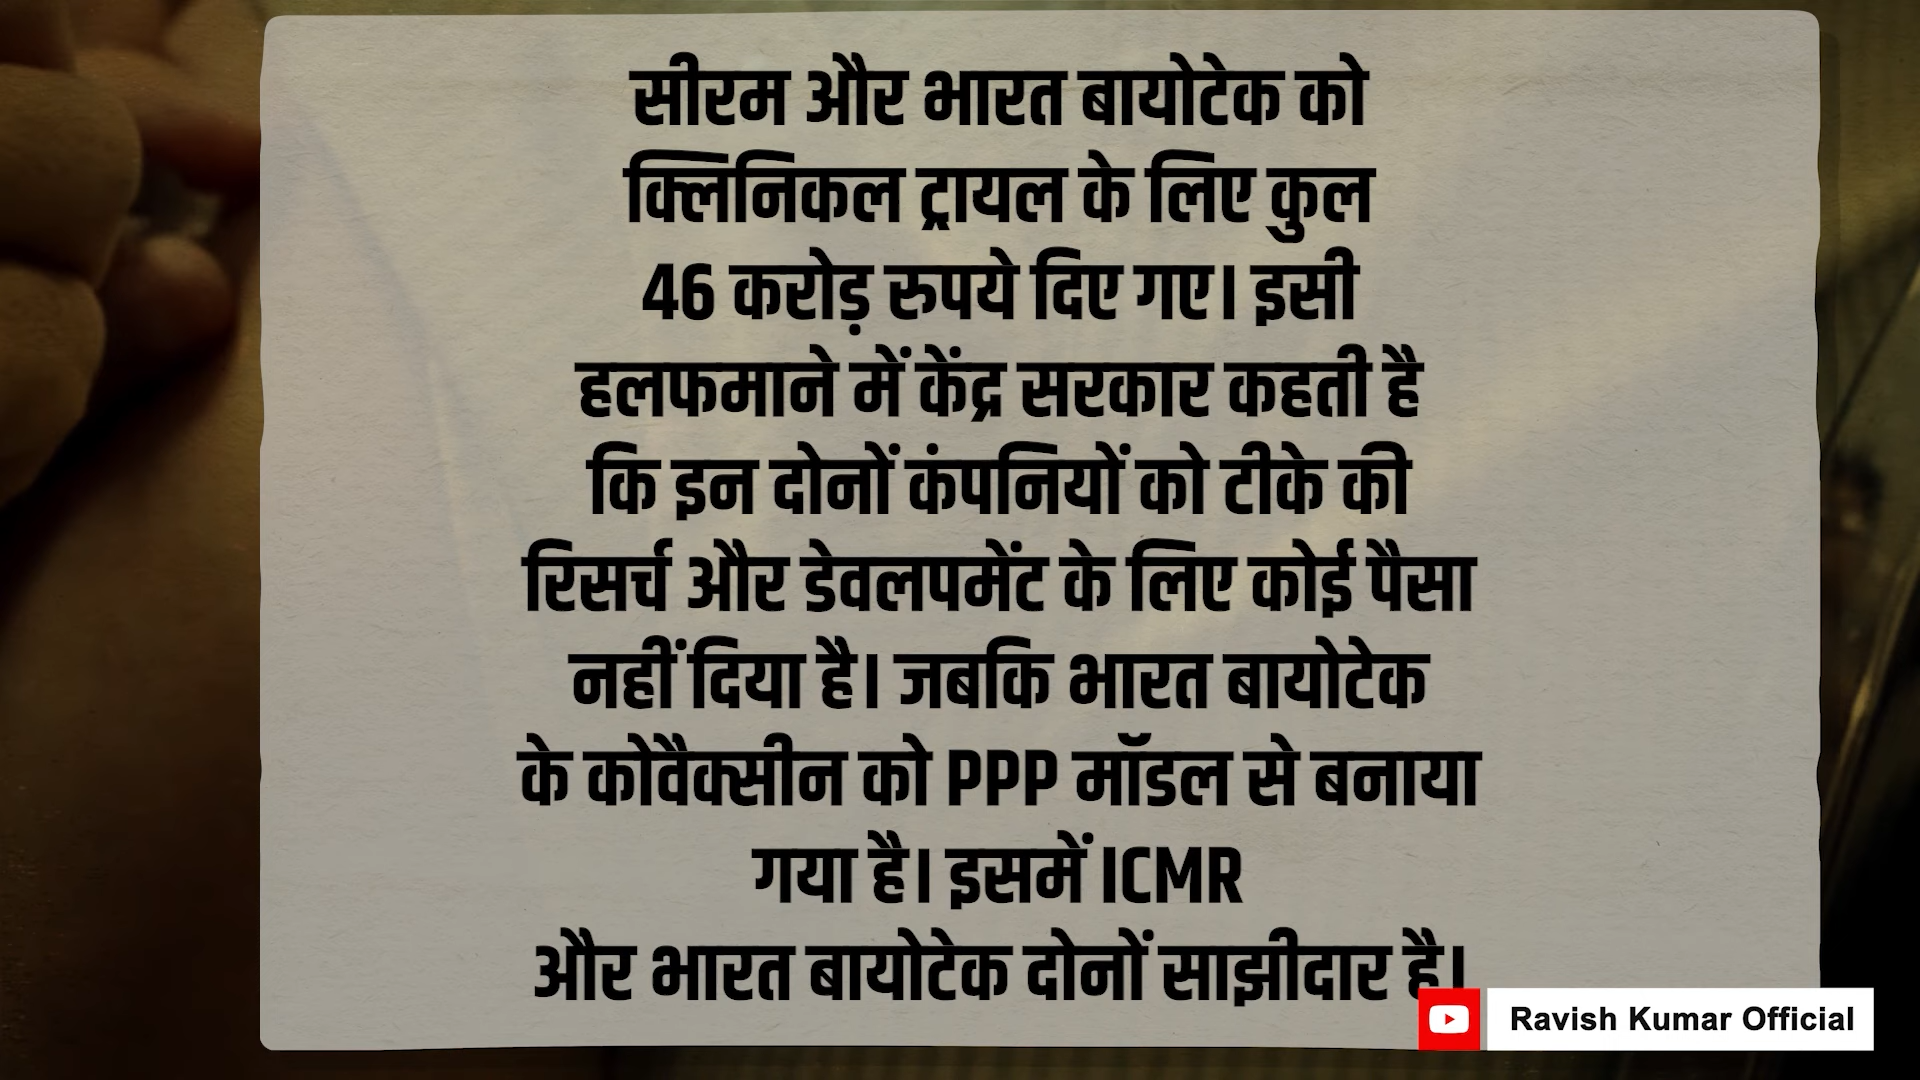 सीरम और भारत बायोटेक को
क्लिनिकल ट्रायल के लिए कुल
46 करोड़ रुपये दिए गए। इसी
हलफमाने में केंद्र सरकार कहती है
कि इन दोनों कंपनियों को टीके की
रिसर्च और डेवलपमेंट के लिए कोई पैसा
नहीं दिया है। जबकि भारत बायोटेक
के कोवैक्सीन को PPP मॉडल से बनाया
गया है। इसमें ICMR
और भारत बायोटेक दोनों साझीदार है।
Ravish Kumar Official